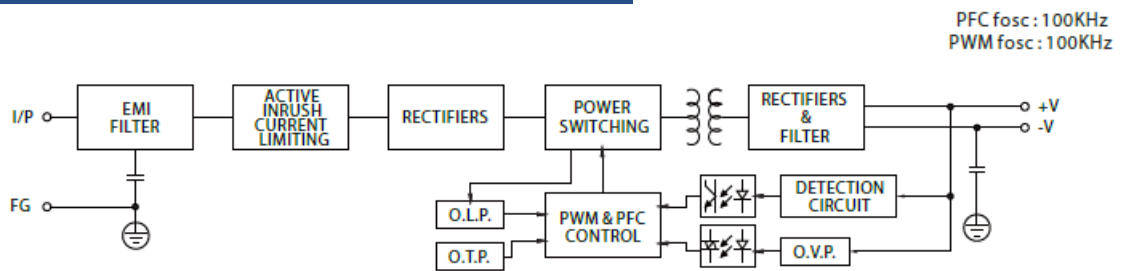 PFC fosc : 100KHz
PWM fosc : 100KHz
I/P
EMI
FILTER
ACTIVE
INRUSH
CURRENT
LIMITING
RECTIFIERS
POWER
SWITCHING
RECTIFIERS
&
FILTER
+V
-V
FG
O.L.P.
O.T.P.
PWM & PFC
CONTROL
DETECTION
CIRCUIT
O.V.P.